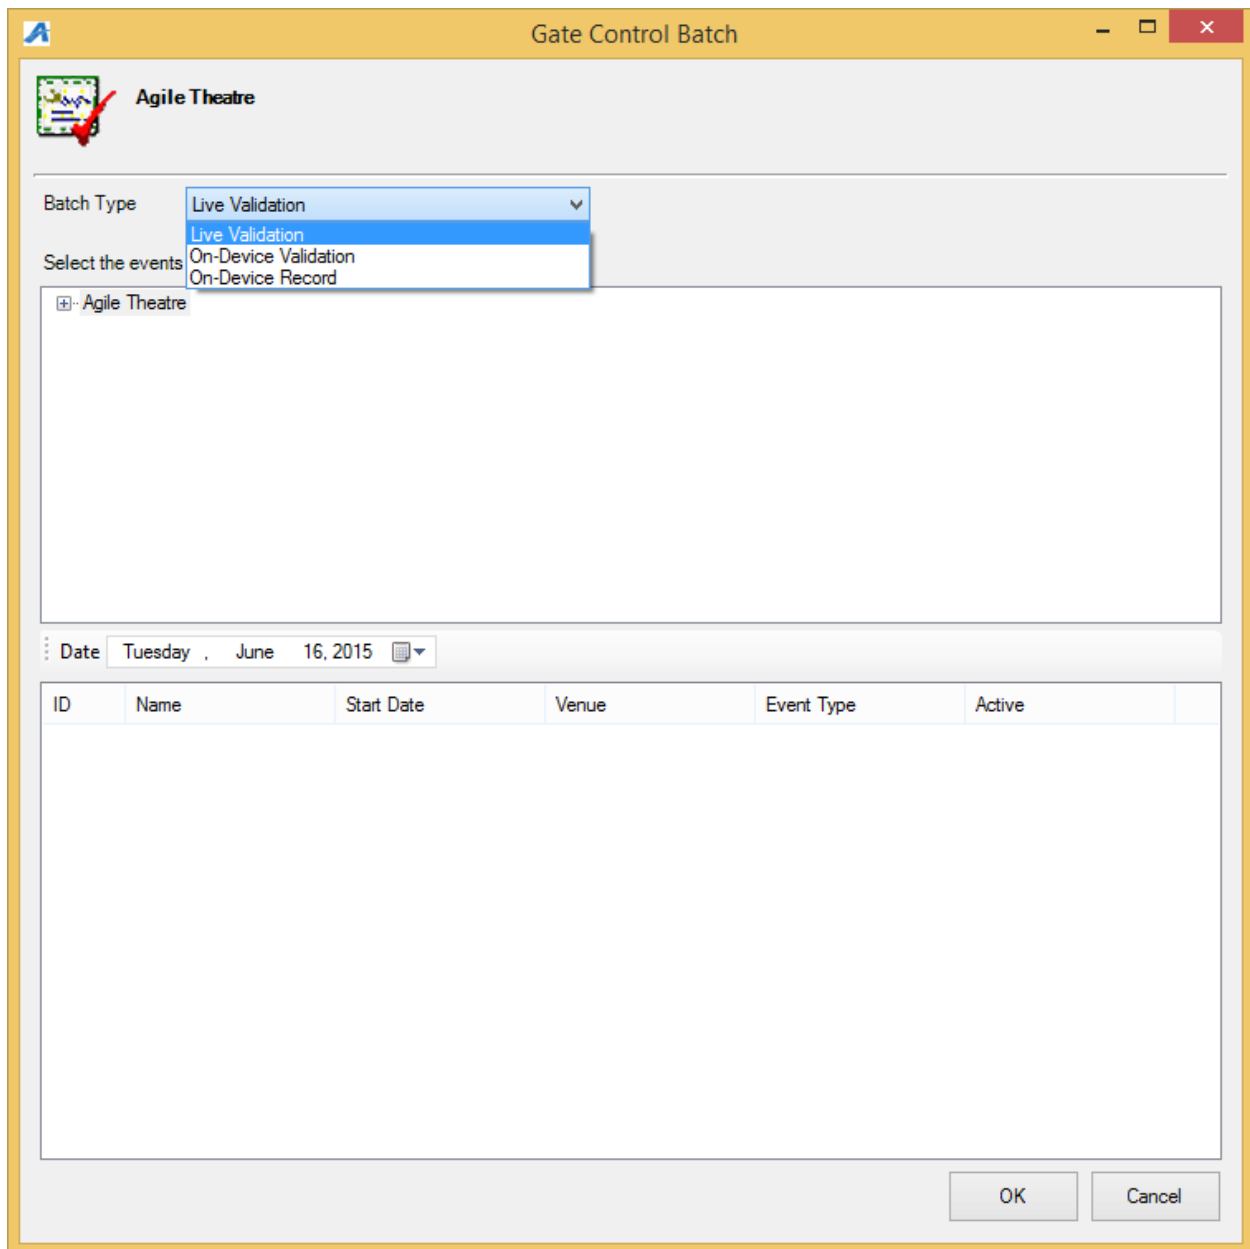 Gate Control Batch
Agile Theatre
Batch Type
Live Validation
Live Validation
On-Device Validation
On-Device Record
Select the events
Agile Theatre
Date Tuesday , June 16, 2015
ID Name Start Date Venue Event Type Active
OK Cancel